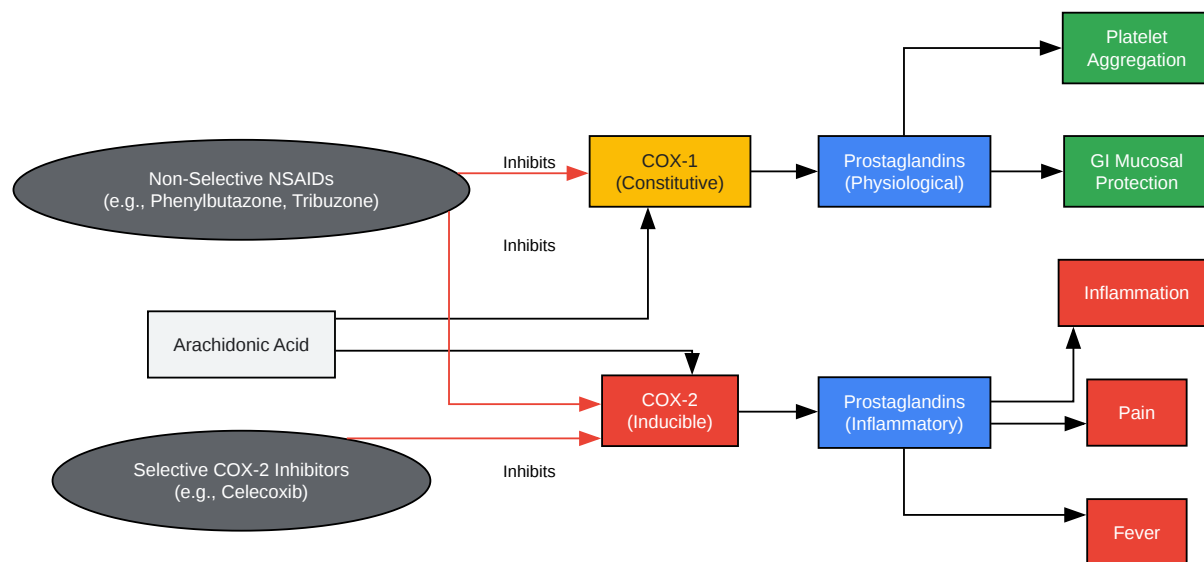 Platelet
Aggregation
Non-Selective NSAIDs
(e.g., Phenylbutazone, Tribuzone)
Inhibits
COX-1
(Constitutive)
Prostaglandins
(Physiological)
GI Mucosal
Protection
Inhibits
Arachidonic Acid
Inflammation
COX-2
(Inducible)
Prostaglandins
(Inflammatory)
Pain
Selective COX-2 Inhibitors
(e.g., Celecoxib)
Inhibits
Fever